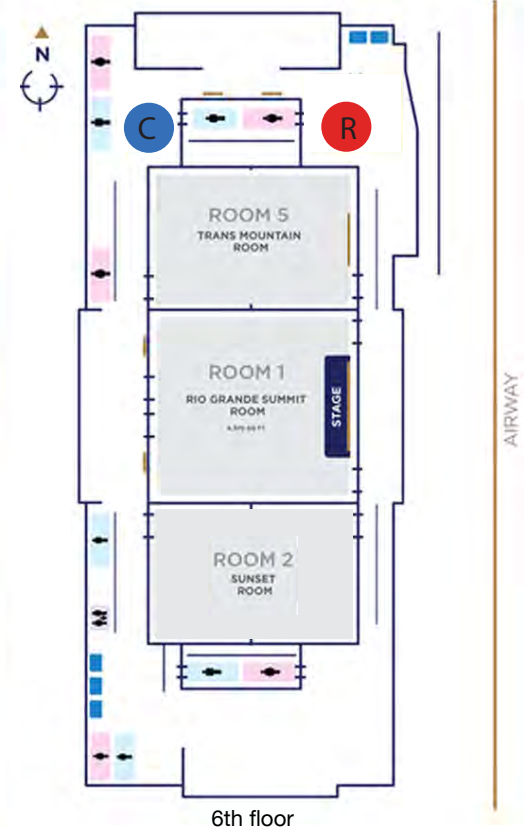 N
C
R
ROOM 5
TRANS MOUNTAIN
ROOM
ROOM 1
RIO GRANDE SUMMIT
ROOM
STAGE
AIRWAY
ROOM 2
SUNSET
ROOM
6th floor